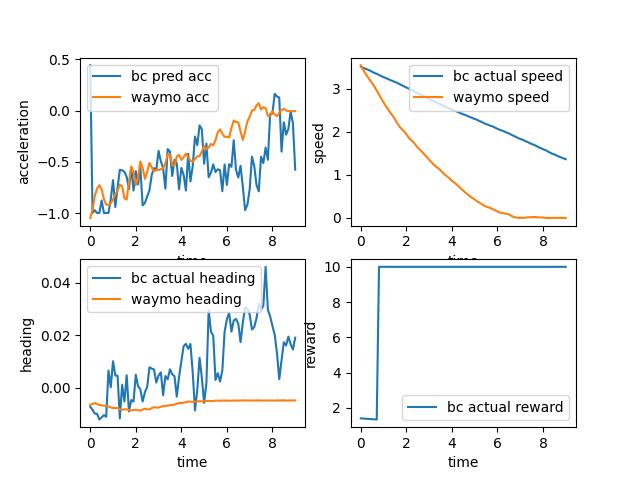 acceleration
0.5
0.0
−0.5
−1.0
bc pred acc
waymo acc
0 2 4 6 8
time
speed
3
2
1
0
bc actual speed
waymo speed
0 2 4 6 8
time
heading
0.04
0.02
0.00
bc actual heading
waymo heading
0 2 4 6 8
time
reward
10
8
6
4
2
bc actual reward
0 2 4 6 8
time